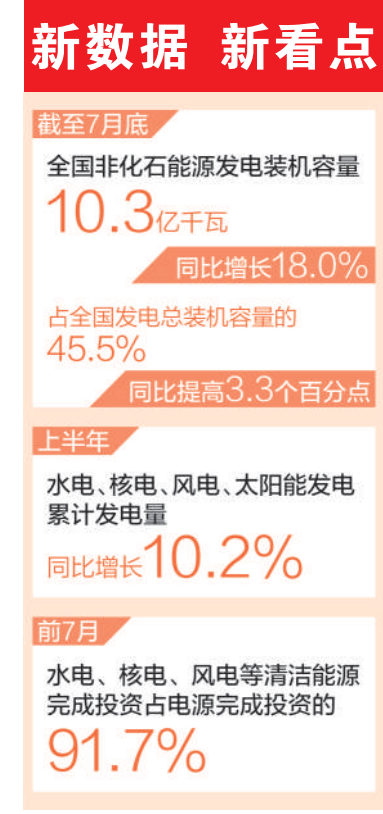 新数据 新看点
截至7月底
全国非化石能源发电装机容量
10.3亿千瓦
同比增长18.0%
占全国发电总装机容量的
45.5%
同比提高3.3个百分点
上半年
水电、核电、风电、太阳能发电
累计发电量
同比增长10.2%
前7月
水电、核电、风电等清洁能源
完成投资占电源完成投资的
91.7%